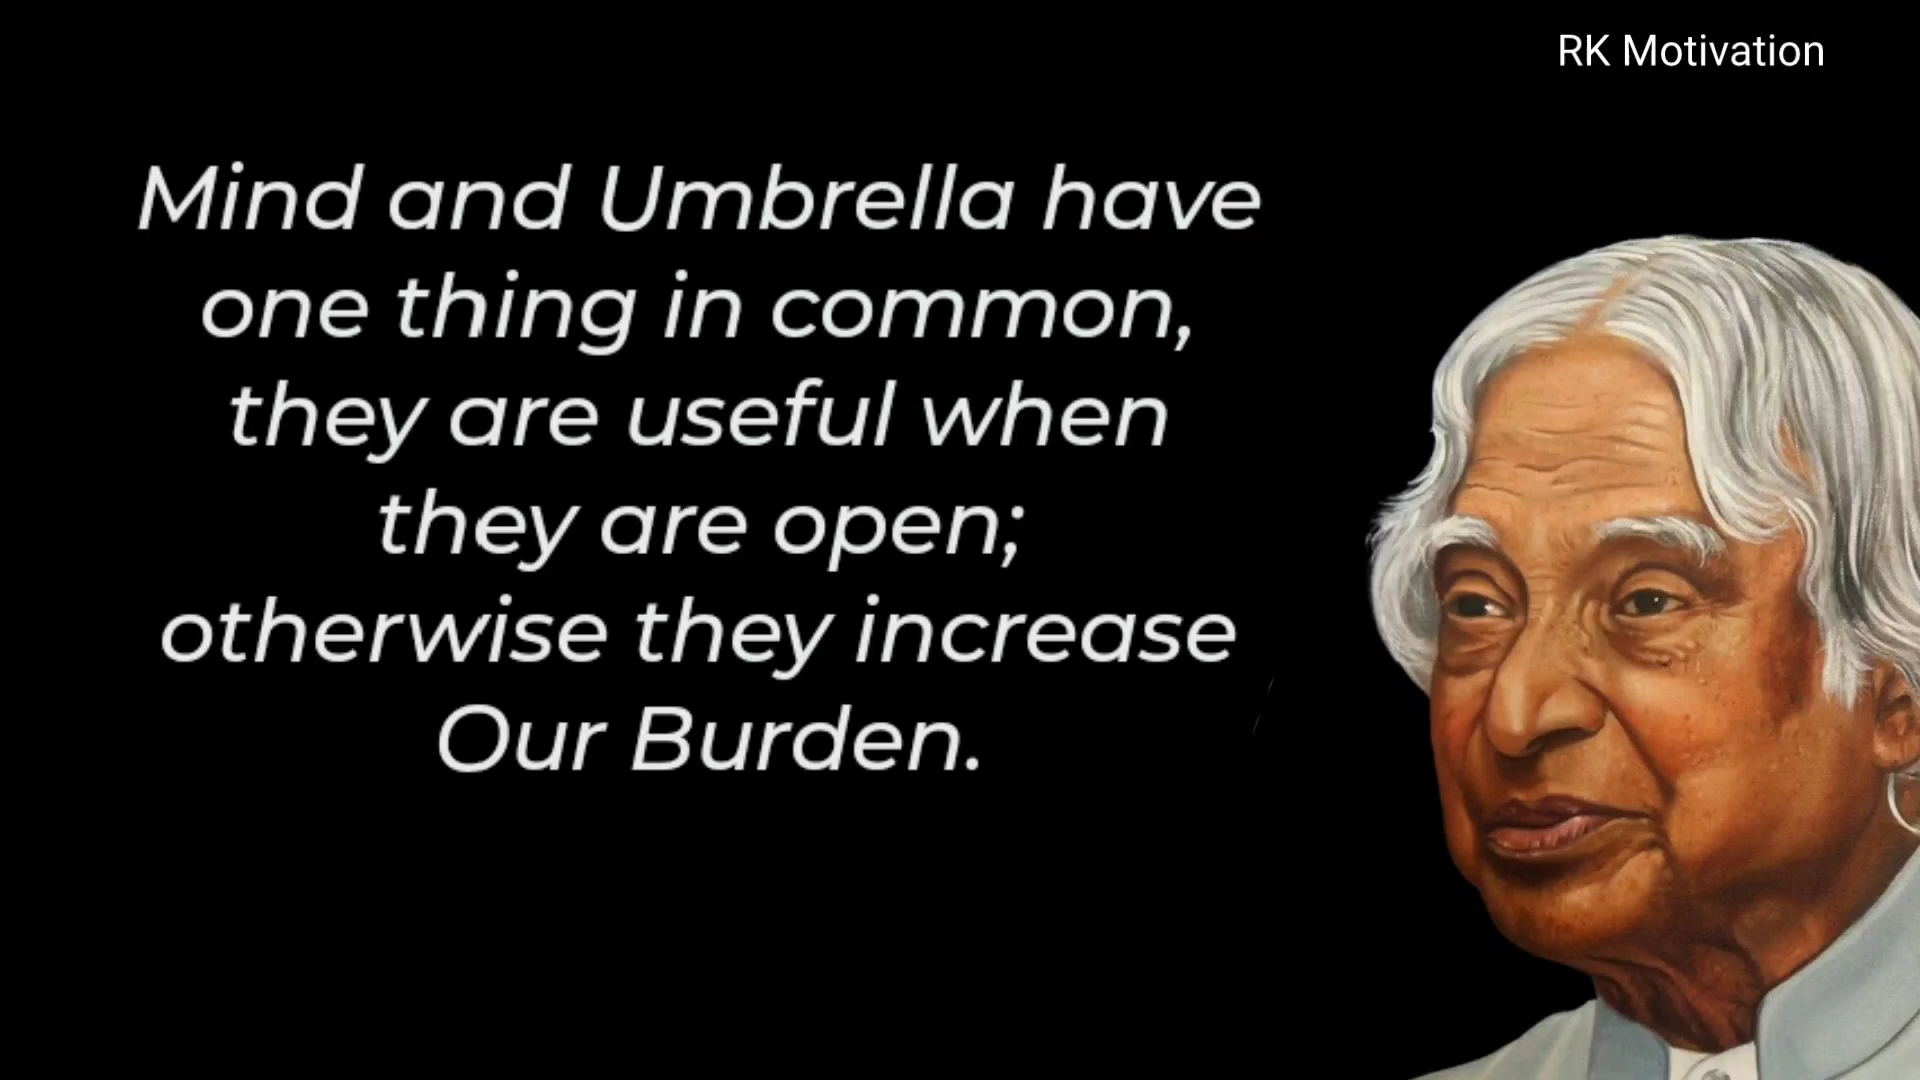 RK Motivation
Mind and Umbrella have
one thing in common,
they are useful when
they are open;
otherwise they increase
Our Burden.